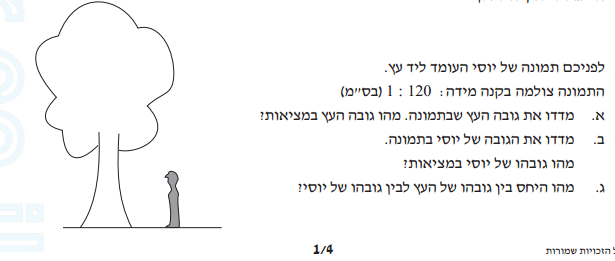 לפניכם תמונה של יוסי העומד ליד עץ.
התמונה צולמה בקנה מידה: 120 : 1 (בס״מ)
א. מדדו את גובה העץ שבתמונה. מהו גובה העץ במציאות?
ב. מדדו את הגובה של יוסי בתמונה.
מהו גובהו של יוסי במציאות?
ג. מהו היחס בין גובהו של העץ לבין גובהו של יוסי?
1/4
הזכויות שמורות